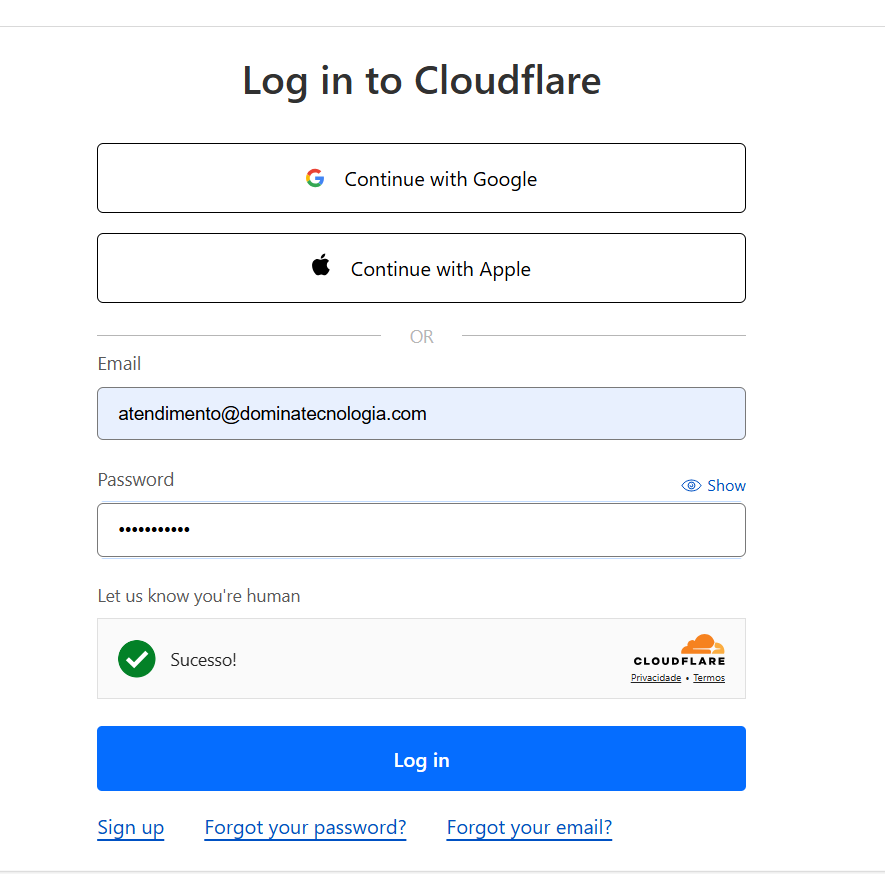 Log in to Cloudflare
Continue with Google
Continue with Apple
OR
Email
atendimento@dominatecnologia.com
Password
Show
•••••••••••
Let us know you're human
Sucesso!
CLOUDFLARE
Privacidade • Termos
Log in
Sign up Forgot your password? Forgot your email?